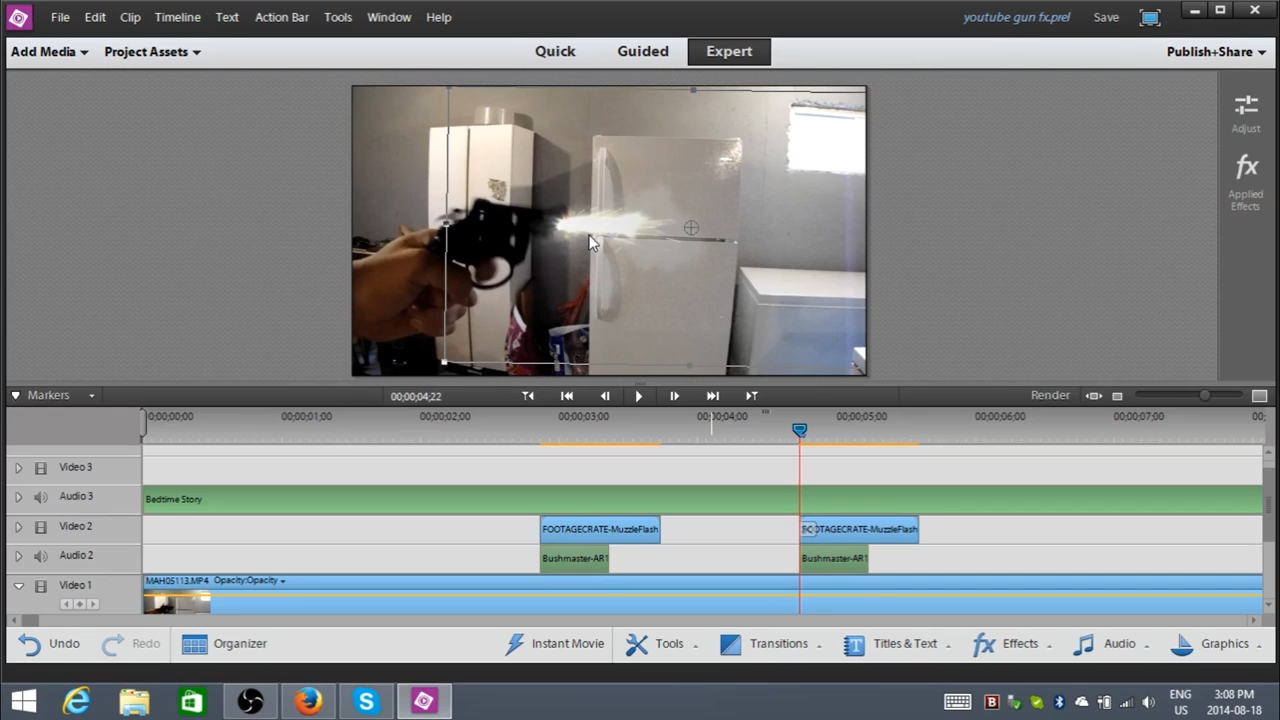 File Edit Clip Timeline Text Action Bar Tools Window Help youtube gun fx.prel Save
Add Media Project Assets Quick Guided Expert Publish+Share
Adjust
fx
Applied
Effects
Markers 00;00;04;22 Render
0;00;00;00 00;00;01;00 00;00;02;00 00;00;03;00 00;00;04;00 00;00;05;00 00;00;06;00 00;00;07;00 00;
Video 3
Audio 3 Bedtime Story
Video 2 FOOTAGECRATE-MuzzleFlash OTAGECRATE-MuzzleFlash
Audio 2 Bushmaster-AR1 Bushmaster-AR1
Video 1 MAH05113.MP4 Opacity:Opacity
Undo Redo Organizer Instant Movie Tools Transitions T Titles & Text fx Effects Audio Graphics
ENG 3:08 PM
US 2014-08-18